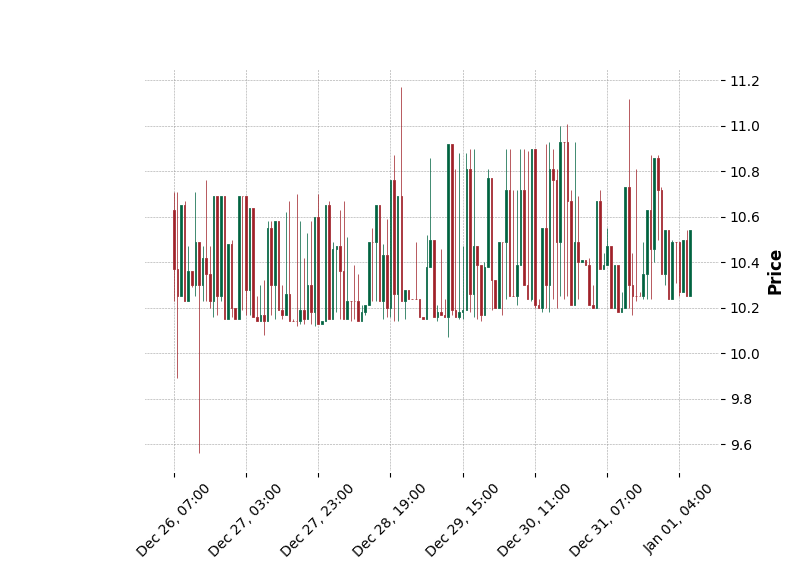 11.2
11.0
10.8
10.6
10.4
10.2
10.0
9.8
9.6
Price
Dec 26, 07:00
Dec 27, 03:00
Dec 27, 23:00
Dec 28, 19:00
Dec 29, 15:00
Dec 30, 11:00
Dec 31, 07:00
Jan 01, 04:00